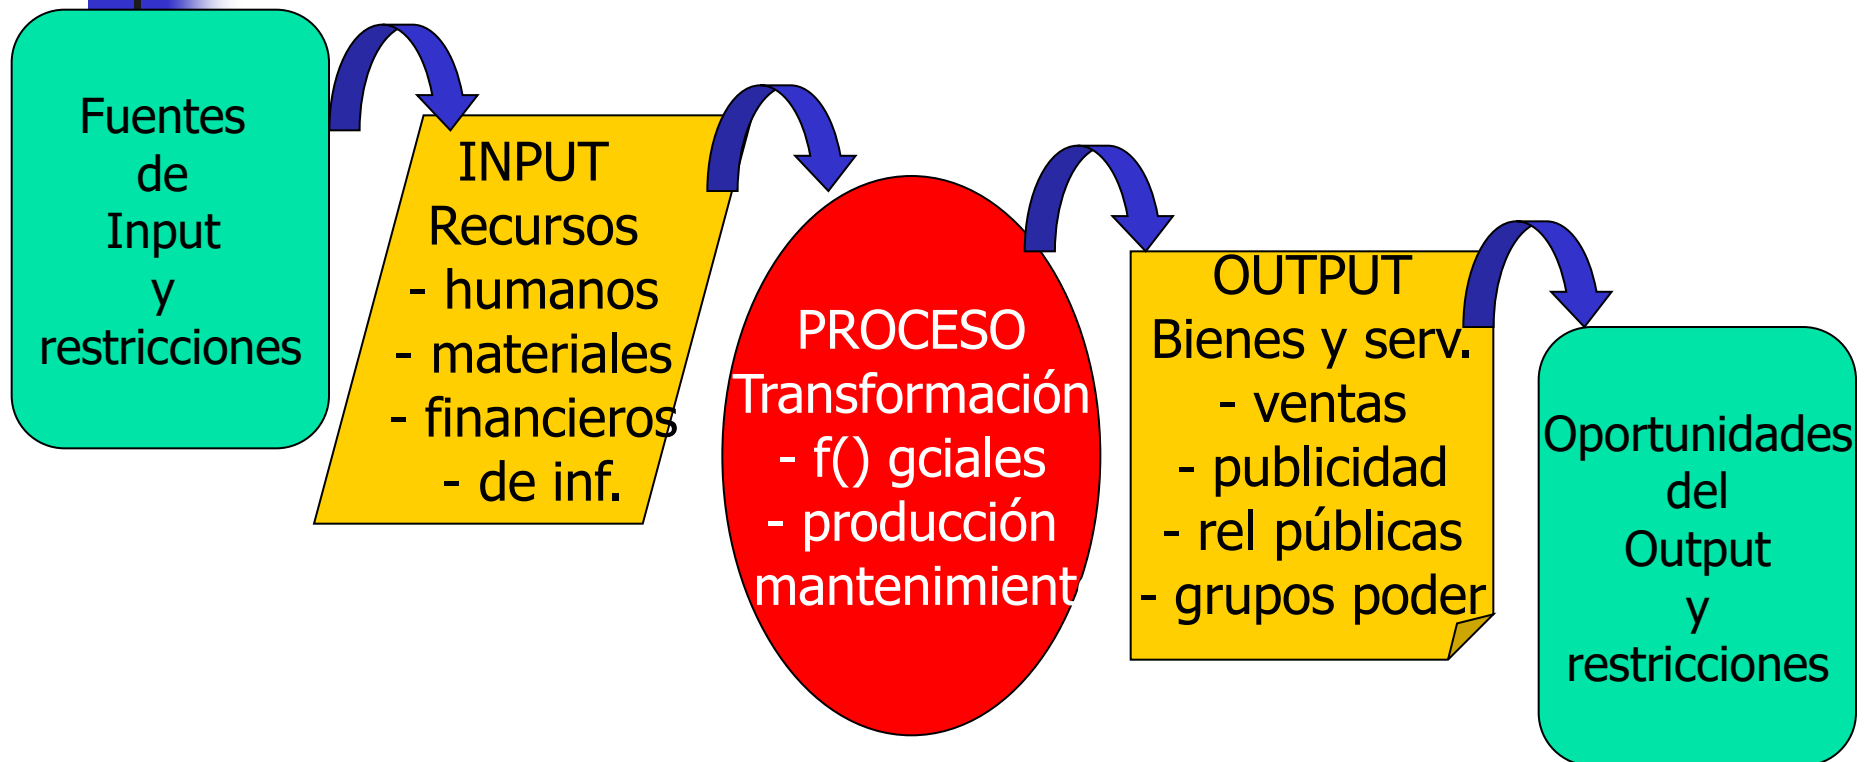 Fuentes
de
Input
y
restricciones
INPUT
Recursos
- humanos
- materiales
- financieros
- de inf.
PROCESO
Transformación
- f() gciales
- producción
mantenimient
OUTPUT
Bienes y serv.
- ventas
- publicidad
- rel públicas
- grupos poder
Oportunidades
del
Output
y
restricciones